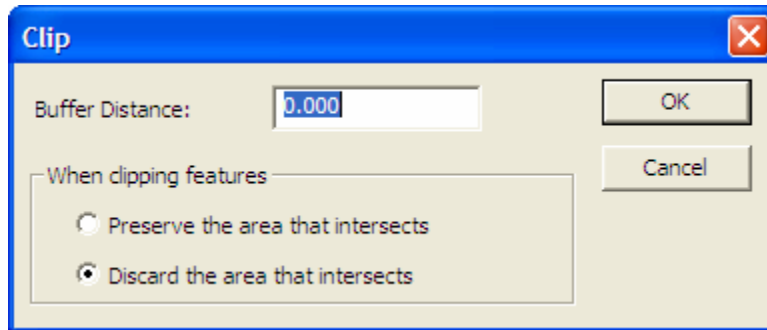 Clip
Buffer Distance: 0.000 OK
Cancel
When clipping features
Preserve the area that intersects
Discard the area that intersects